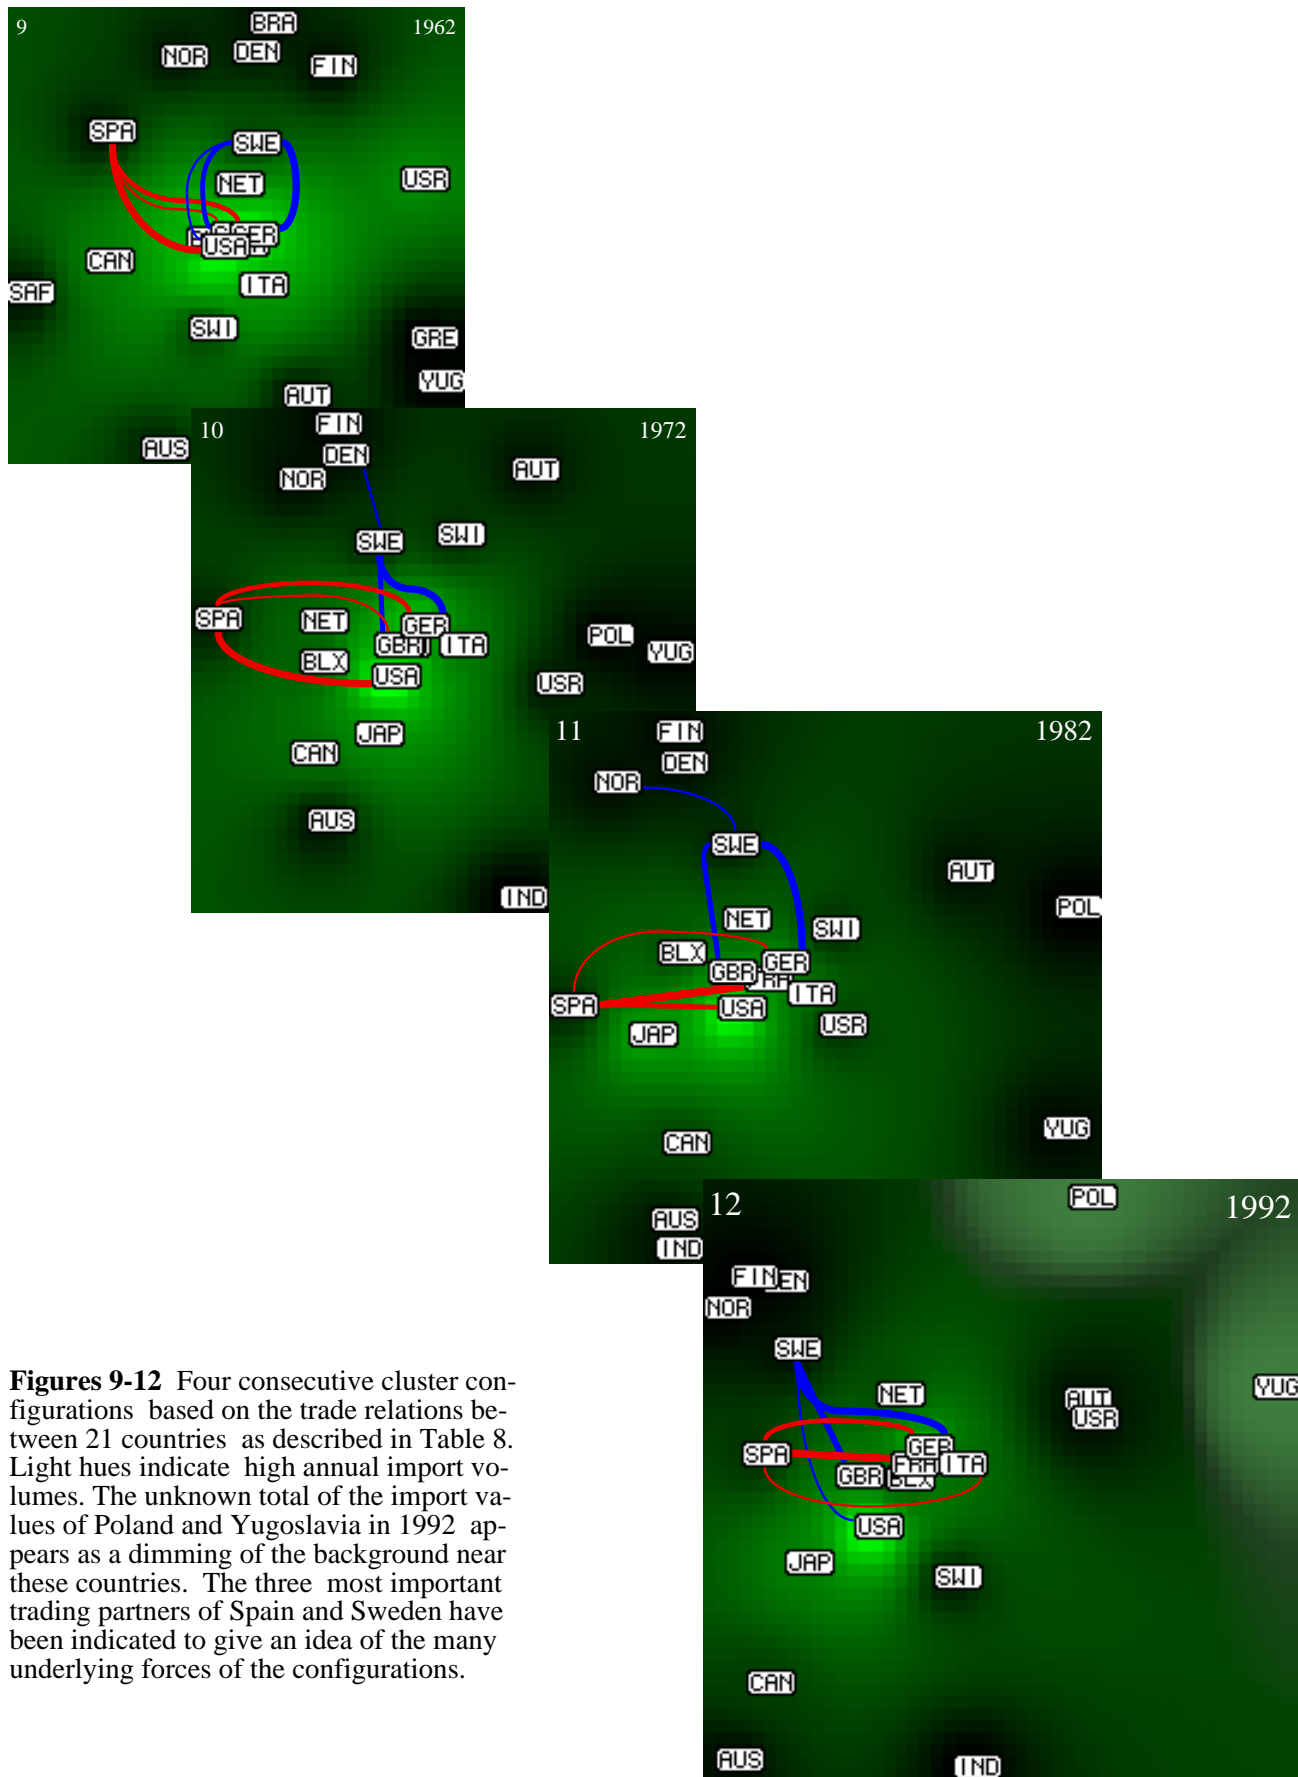 9 1962
BRA
NOR DEN FIN
SPA
SWE
NET USR
GER
USA
CAN
ITA
SAF
SWI
GRE
YUG
AUT
AUS
10 1972
FIN
DEN
NOR AUT
SWE SWI
SPA NET GER
GBR ITA POL
BLX YUG
USA USR
JAP
CAN
AUS
IND
11 1982
FIN
DEN
NOR
SWE
AUT
POL
NET SWI
BLX GER
GBR FRA
SPA USA ITA
JAP USR
CAN YUG
AUS
IND
12 1992
POL
FIN DEN
NOR
SWE
NET AUT YUG
USR
SPA GER
FRA ITA
GBR BLX
USA
JAP SWI
CAN
AUS IND
Figures 9-12 Four consecutive cluster con-
figurations based on the trade relations be-
tween 21 countries as described in Table 8.
Light hues indicate high annual import vo-
lumes. The unknown total of the import va-
lues of Poland and Yugoslavia in 1992 ap-
pears as a dimming of the background near
these countries. The three most important
trading partners of Spain and Sweden have
been indicated to give an idea of the many
underlying forces of the configurations.